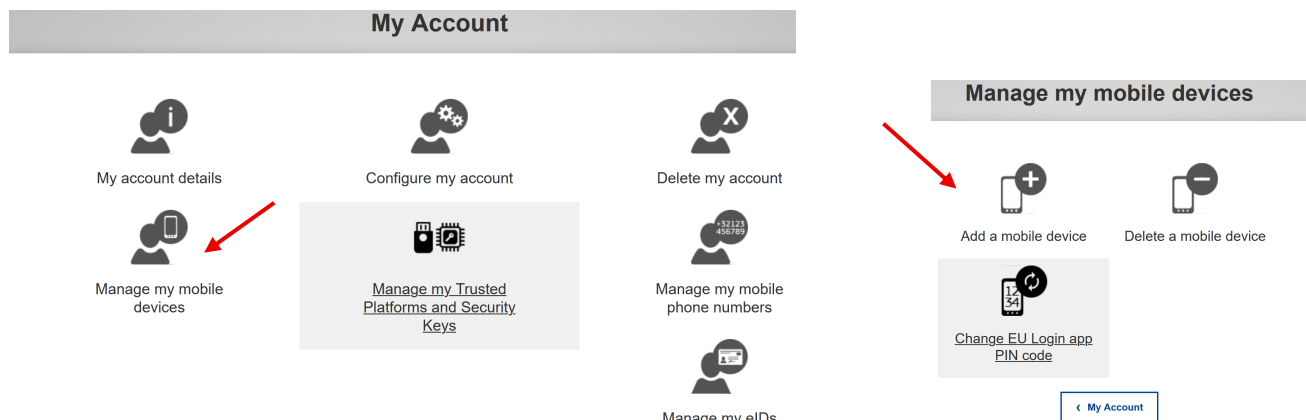 My Account
i
X
My account details
Configure my account
Delete my account
+32123
456789
Manage my mobile
devices
Manage my Trusted
Platforms and Security
Keys
Manage my mobile
phone numbers
Manage my eIDs
Manage my mobile devices
Add a mobile device
Delete a mobile device
12
34
Change EU Login app
PIN code
‹ My Account